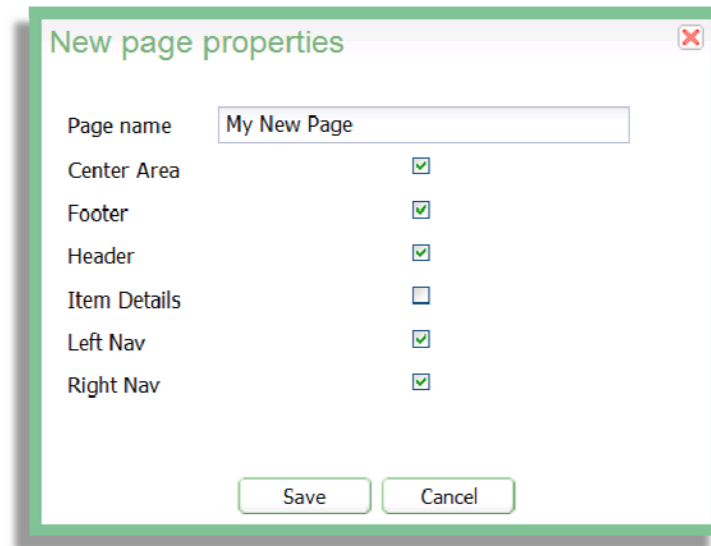 New page properties
Page name My New Page
Center Area
Footer
Header
Item Details
Left Nav
Right Nav
Save Cancel